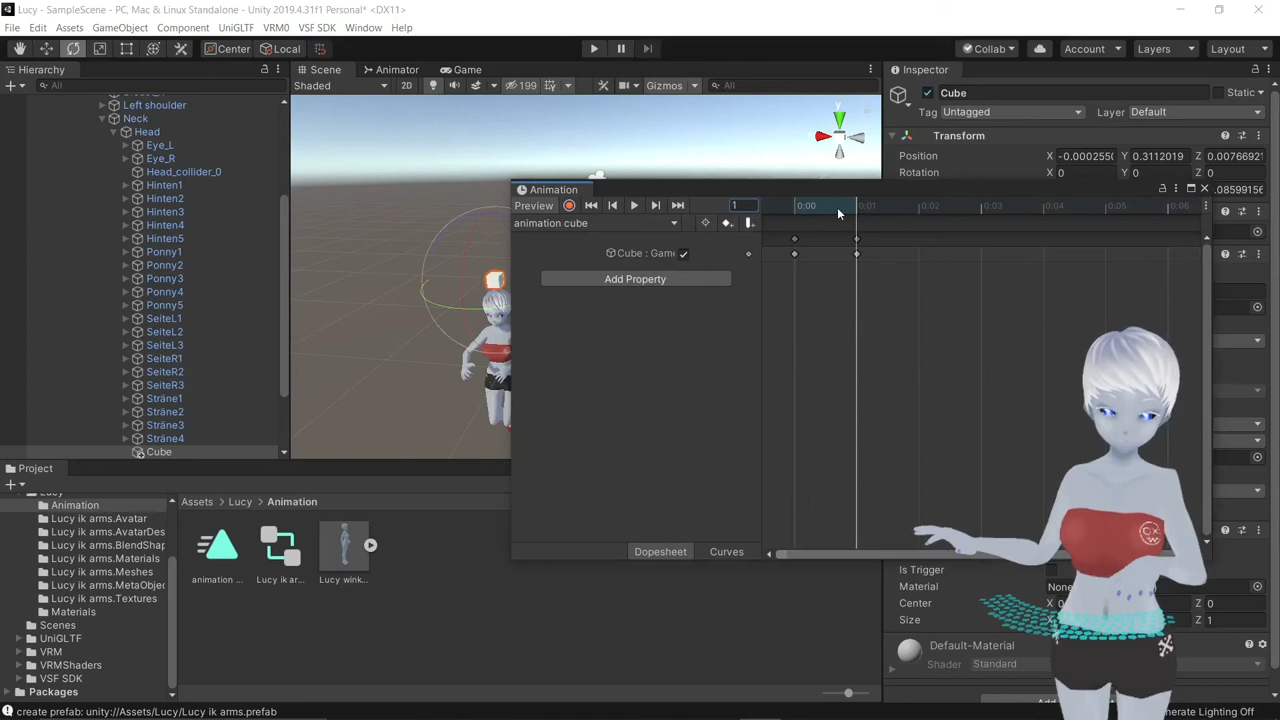 Lucy - SampleScene - PC, Mac & Linux Standalone - Unity 2019.4.31f1 Personal* <DX11>
File Edit Assets GameObject Component UniGLTF VRM0 VSF SDK Window Help
Center Local Collab Account Layers Layout
Hierarchy Scene Animator Game Inspector
All Shaded 2D 199 Gizmos All Cube Static
Left shoulder Tag Untagged Layer Default
Neck
Head Transform
Eye_L Position X -0.0002550 Y 0.3112019 Z 0.0076692
Eye_R
Head_collider_0 Rotation X 0 Y 0 Z 0
Hinten1 Animation
Hinten2 Preview 1 0:00 0:01 0:02 0:03 0:04 0:05 0:06
Hinten3 animation cube
Hinten4
Hinten5
Ponny1 Cube : Gam
Ponny2
Ponny3 Add Property
Ponny4
Ponny5
SeiteL1
SeiteL2
SeiteL3
SeiteR1
SeiteR2
SeiteR3
Sträne1
Sträne2
Sträne3
Sträne4
Cube
Project
Lucy
Animation Assets Lucy Animation
Lucy ik arms.Avatar
Lucy ik arms.AvatarDes
Lucy ik arms.BlendShap
Lucy ik arms.Materials
Lucy ik arms.Meshes
Lucy ik arms.MetaObjec
Lucy ik arms.Textures
Materials
Scenes
UniGLTF
VRM
VRMShaders
VSF SDK
Packages
animation ... Lucy ik ar... Lucy wink...
Dopesheet Curves
Is Trigger
Material
Center X 0 Z 0
Size Z 1
Default-Material
Shader Standard
create prefab: unity://Assets/Lucy/Lucy ik arms.prefab
enerate Lighting Off